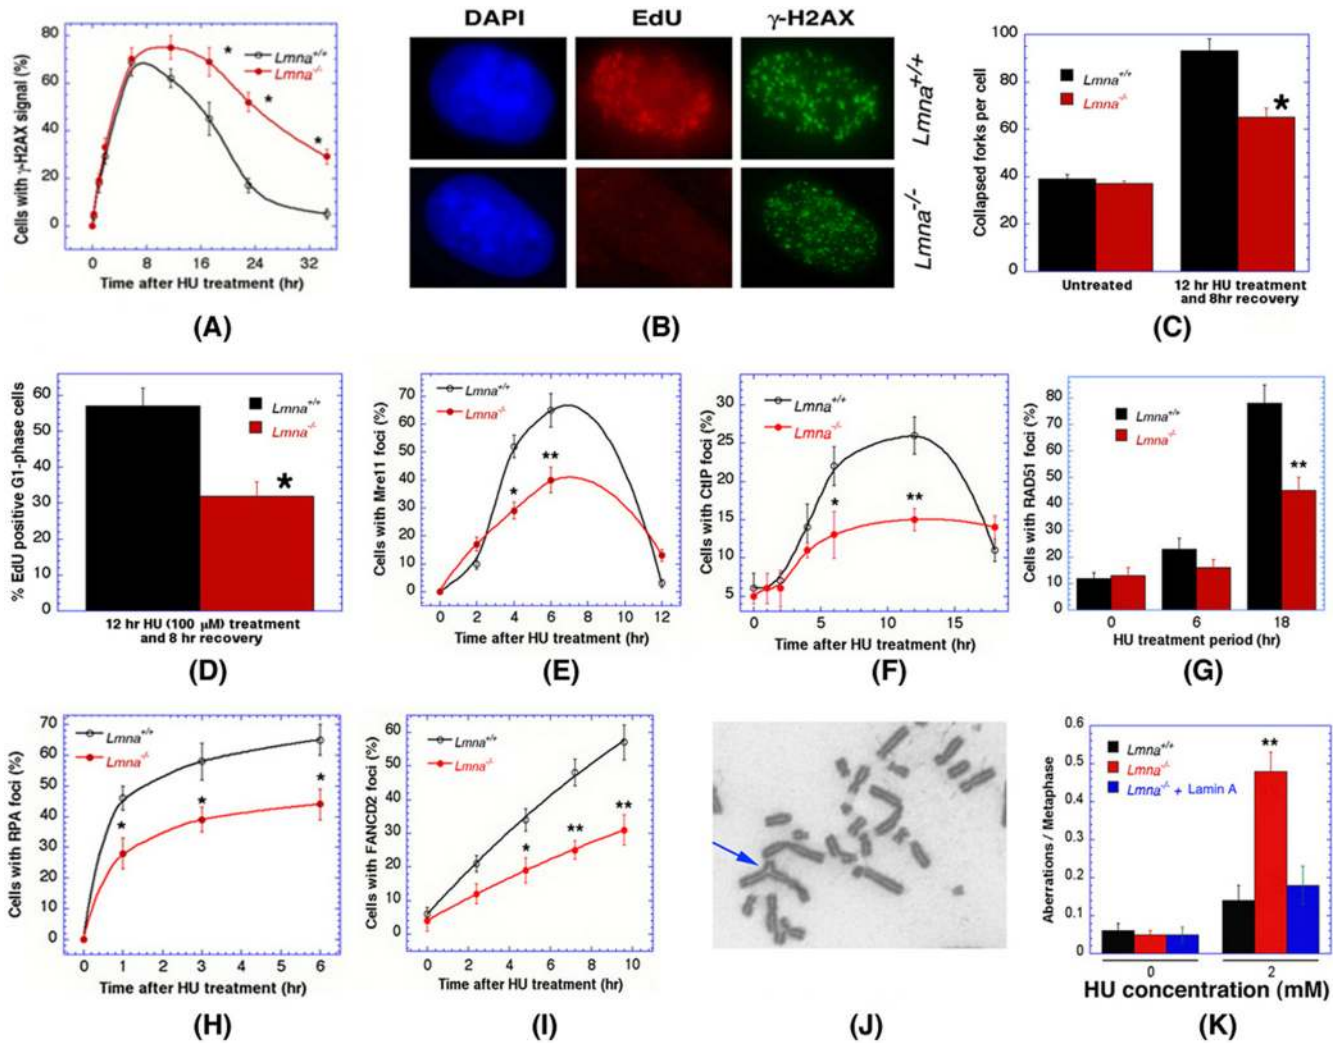 Cells with γ-H2AX signal (%)
80
60
40
20
0
Lmna+/+
Lmna-/-
*
*
*
0 8 16 24 32
Time after HU treatment (hr)
(A)
DAPI EdU γ-H2AX
Lmna+/+
Lmna-/-
(B)
Collapsed forks per cell
100
80
60
40
20
0
Lmna+/+
Lmna-/-
*
Untreated
12 hr HU treatment
and 8hr recovery
(C)
% EdU positive G1-phase cells
60
50
40
30
20
10
0
Lmna+/+
Lmna-/-
*
12 hr HU (100 μM) treatment
and 8 hr recovery
(D)
Cells with Mre11 foci (%)
70
60
50
40
30
20
10
0
Lmna+/+
Lmna-/-
**
*
0 2 4 6 8 10 12
Time after HU treatment (hr)
(E)
Cells with CtIP foci (%)
30
25
20
15
10
5
Lmna+/+
Lmna-/-
* **
0 5 10 15
Time after HU treatment (hr)
(F)
Cells with RAD51 foci (%)
80
70
60
50
40
30
20
10
0
Lmna+/+
Lmna-/-
**
0 6 18
HU treatment period (hr)
(G)
Cells with RPA foci (%)
70
60
50
40
30
20
10
0
Lmna+/+
Lmna-/-
*
*
*
0 1 2 3 4 5 6
Time after HU treatment (hr)
(H)
Cells with FANCD2 foci (%)
60
50
40
30
20
10
0
Lmna+/+
Lmna-/-
*
**
**
0 2 4 6 8 10
Time after HU treatment (hr)
(I)
(J)
Aberrations / Metaphase
0.6
0.5
0.4
0.3
0.2
0.1
0
Lmna+/+
Lmna-/-
Lmna-/- + Lamin A
**
0 2
HU concentration (mM)
(K)